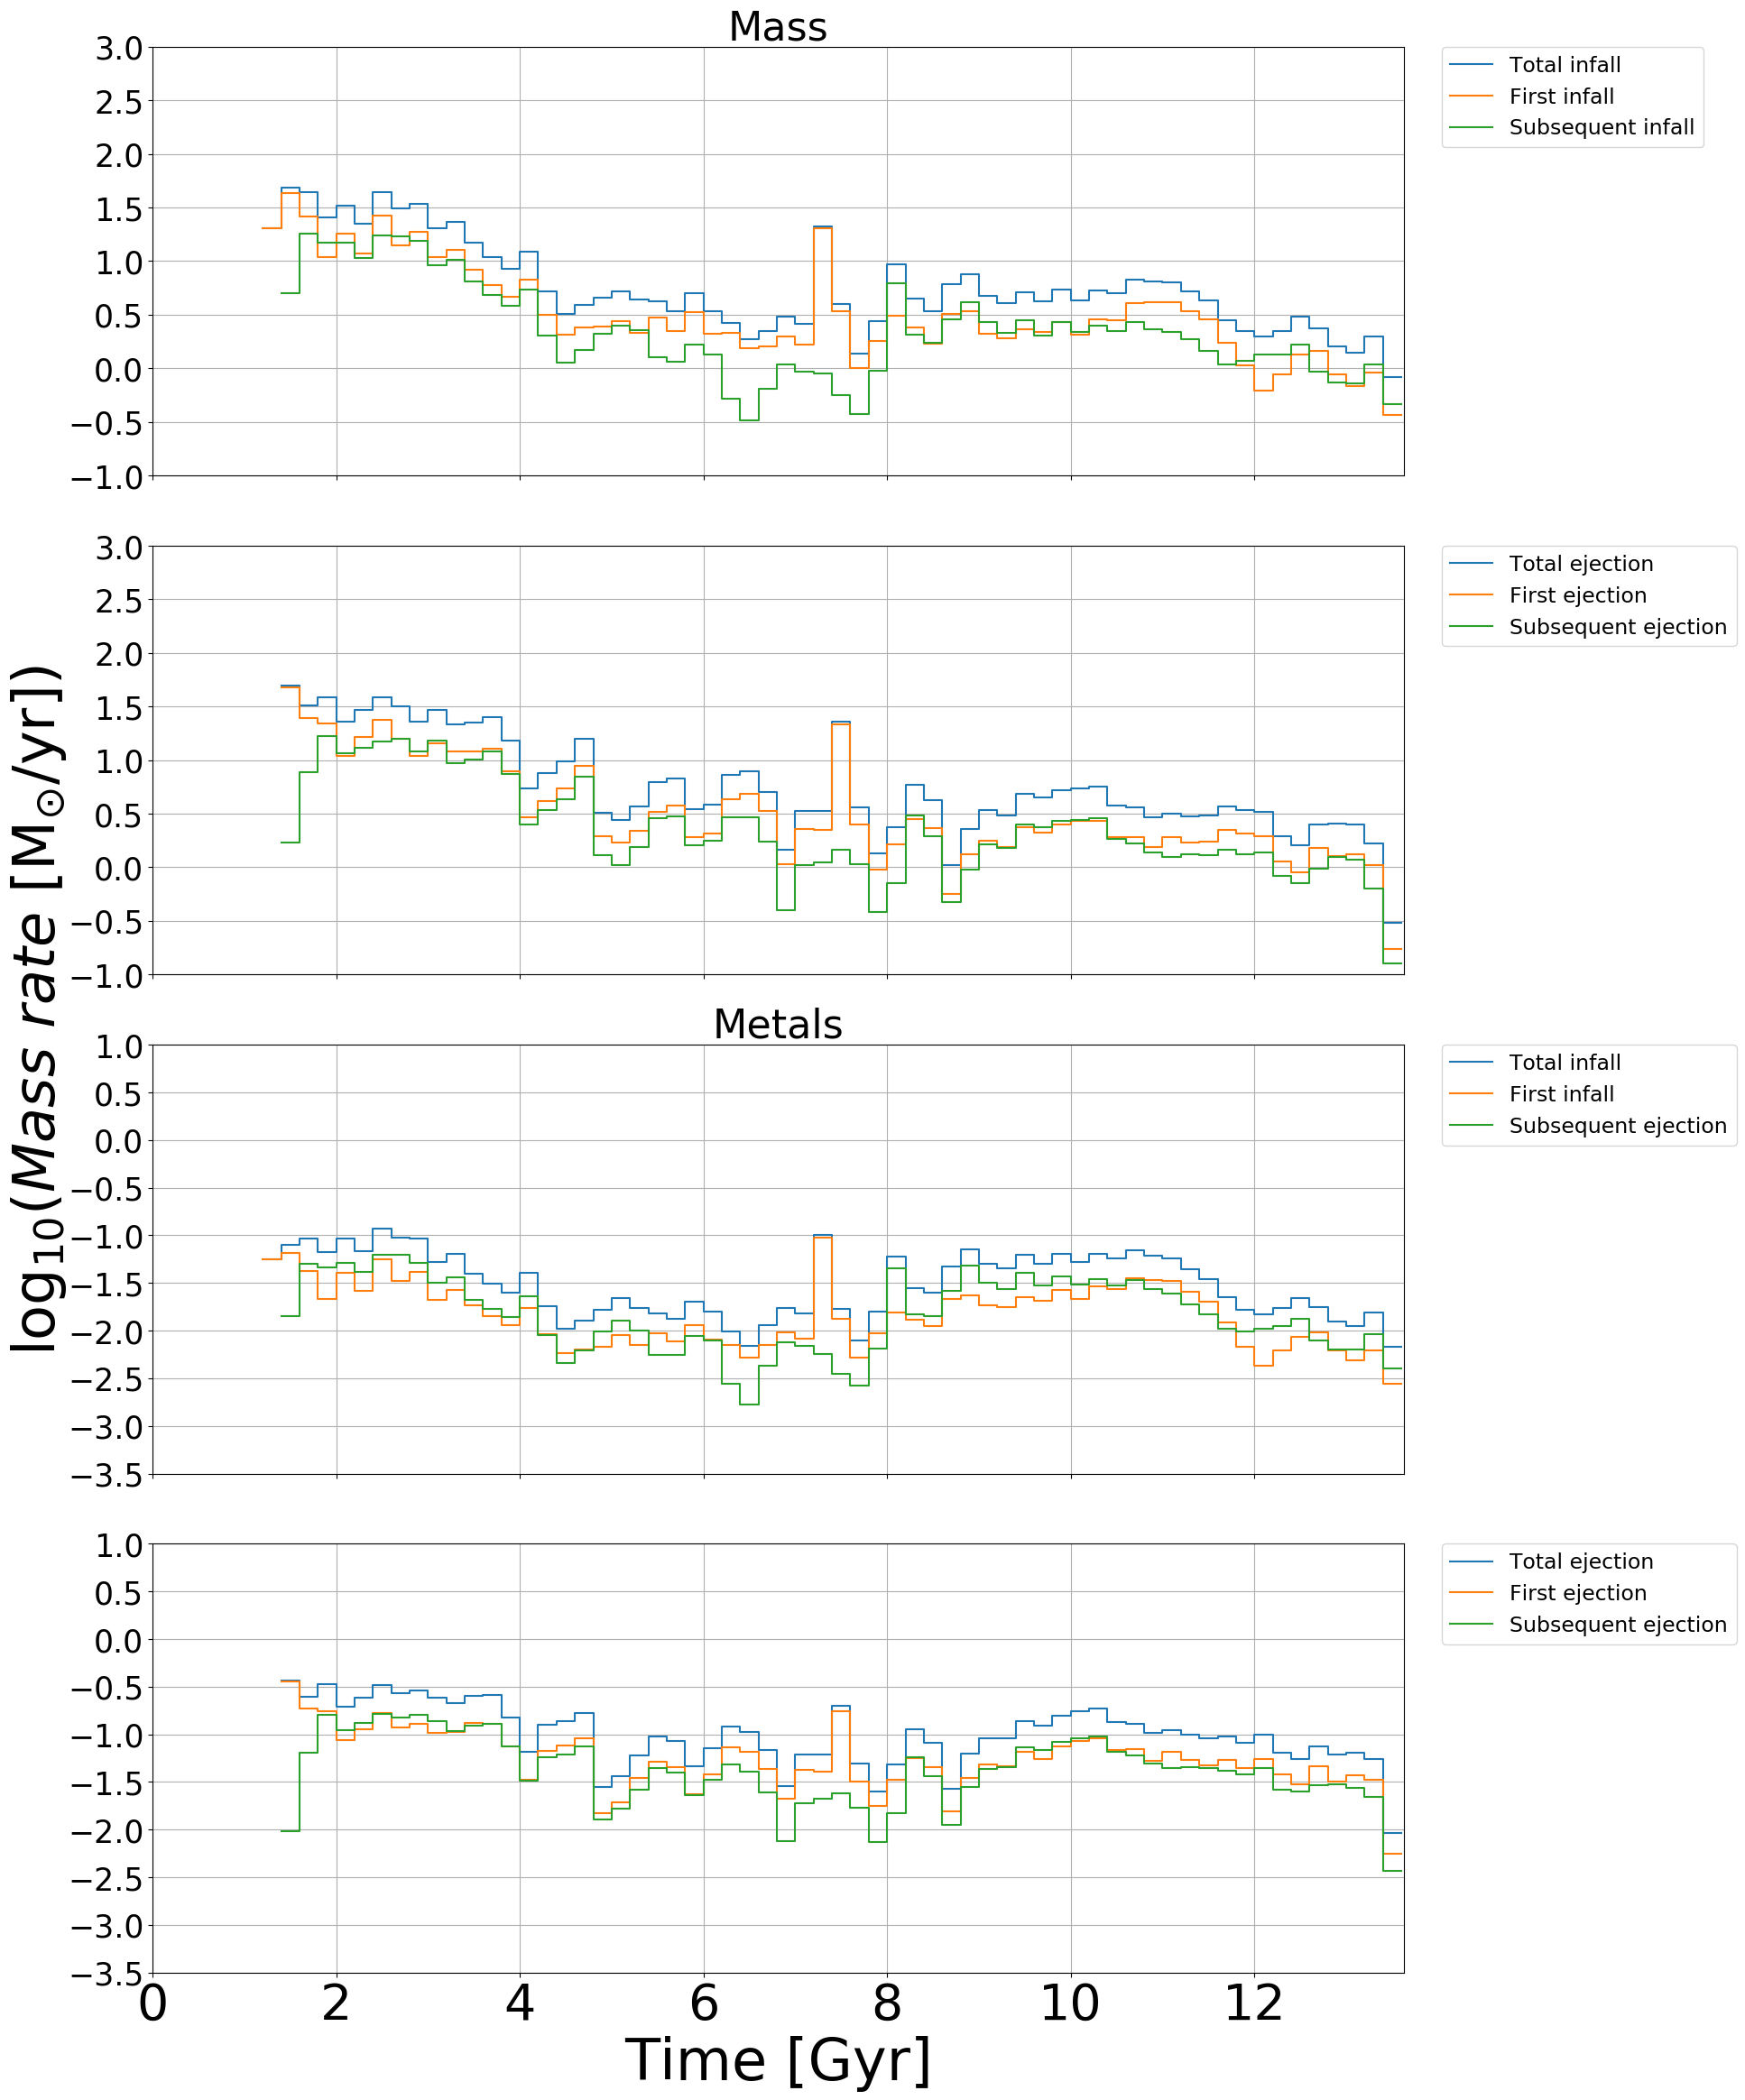 Mass
3.0
2.5
2.0
1.5
1.0
0.5
0.0
−0.5
−1.0
Total infall
First infall
Subsequent infall
3.0
2.5
2.0
1.5
1.0
0.5
0.0
−0.5
−1.0
Total ejection
First ejection
Subsequent ejection
log₁₀(Mass rate [M⊙/yr])
Metals
1.0
0.5
0.0
−0.5
−1.0
−1.5
−2.0
−2.5
−3.0
−3.5
Total infall
First infall
Subsequent ejection
1.0
0.5
0.0
−0.5
−1.0
−1.5
−2.0
−2.5
−3.0
−3.5
Total ejection
First ejection
Subsequent ejection
0 2 4 6 8 10 12
Time [Gyr]